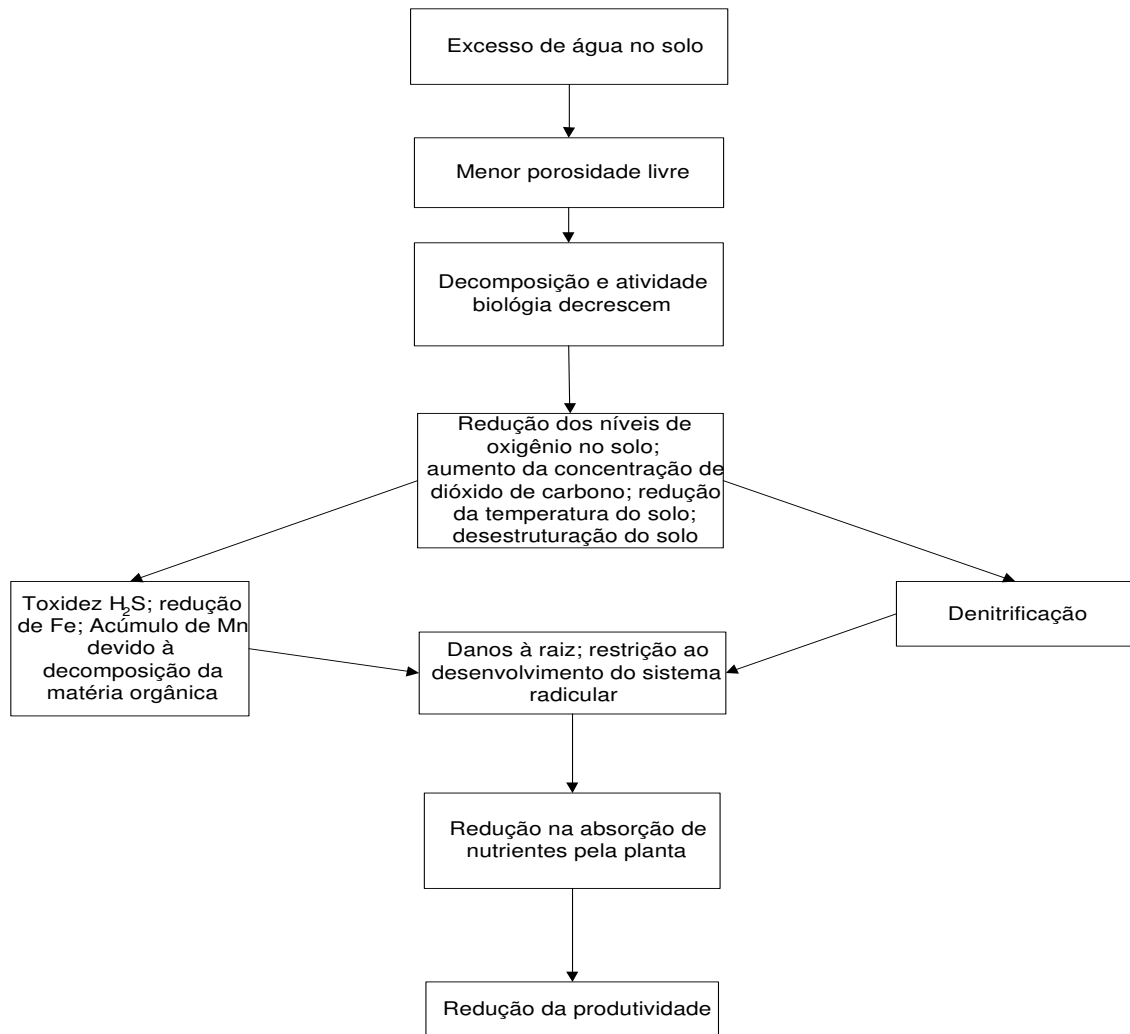 Excesso de água no solo
Menor porosidade livre
Decomposição e atividade
biológia decrescem
Redução dos níveis de
oxigênio no solo;
aumento da concentração de
dióxido de carbono; redução
da temperatura do solo;
desestruturação do solo
Toxidez H₂S; redução
de Fe; Acúmulo de Mn
devido à
decomposição da
matéria orgânica
Denitrificação
Danos à raiz; restrição ao
desenvolvimento do sistema
radicular
Redução na absorção de
nutrientes pela planta
Redução da produtividade